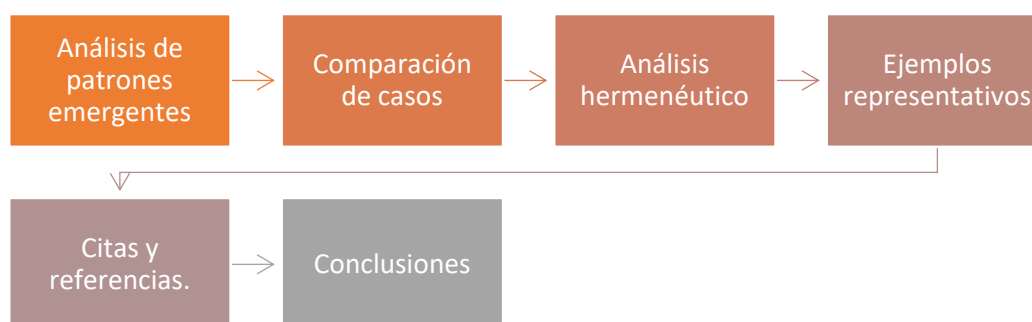 Análisis de
patrones
emergentes
Comparación
de casos
Análisis
hermenéutico
Ejemplos
representativos
Citas y
referencias.
Conclusiones